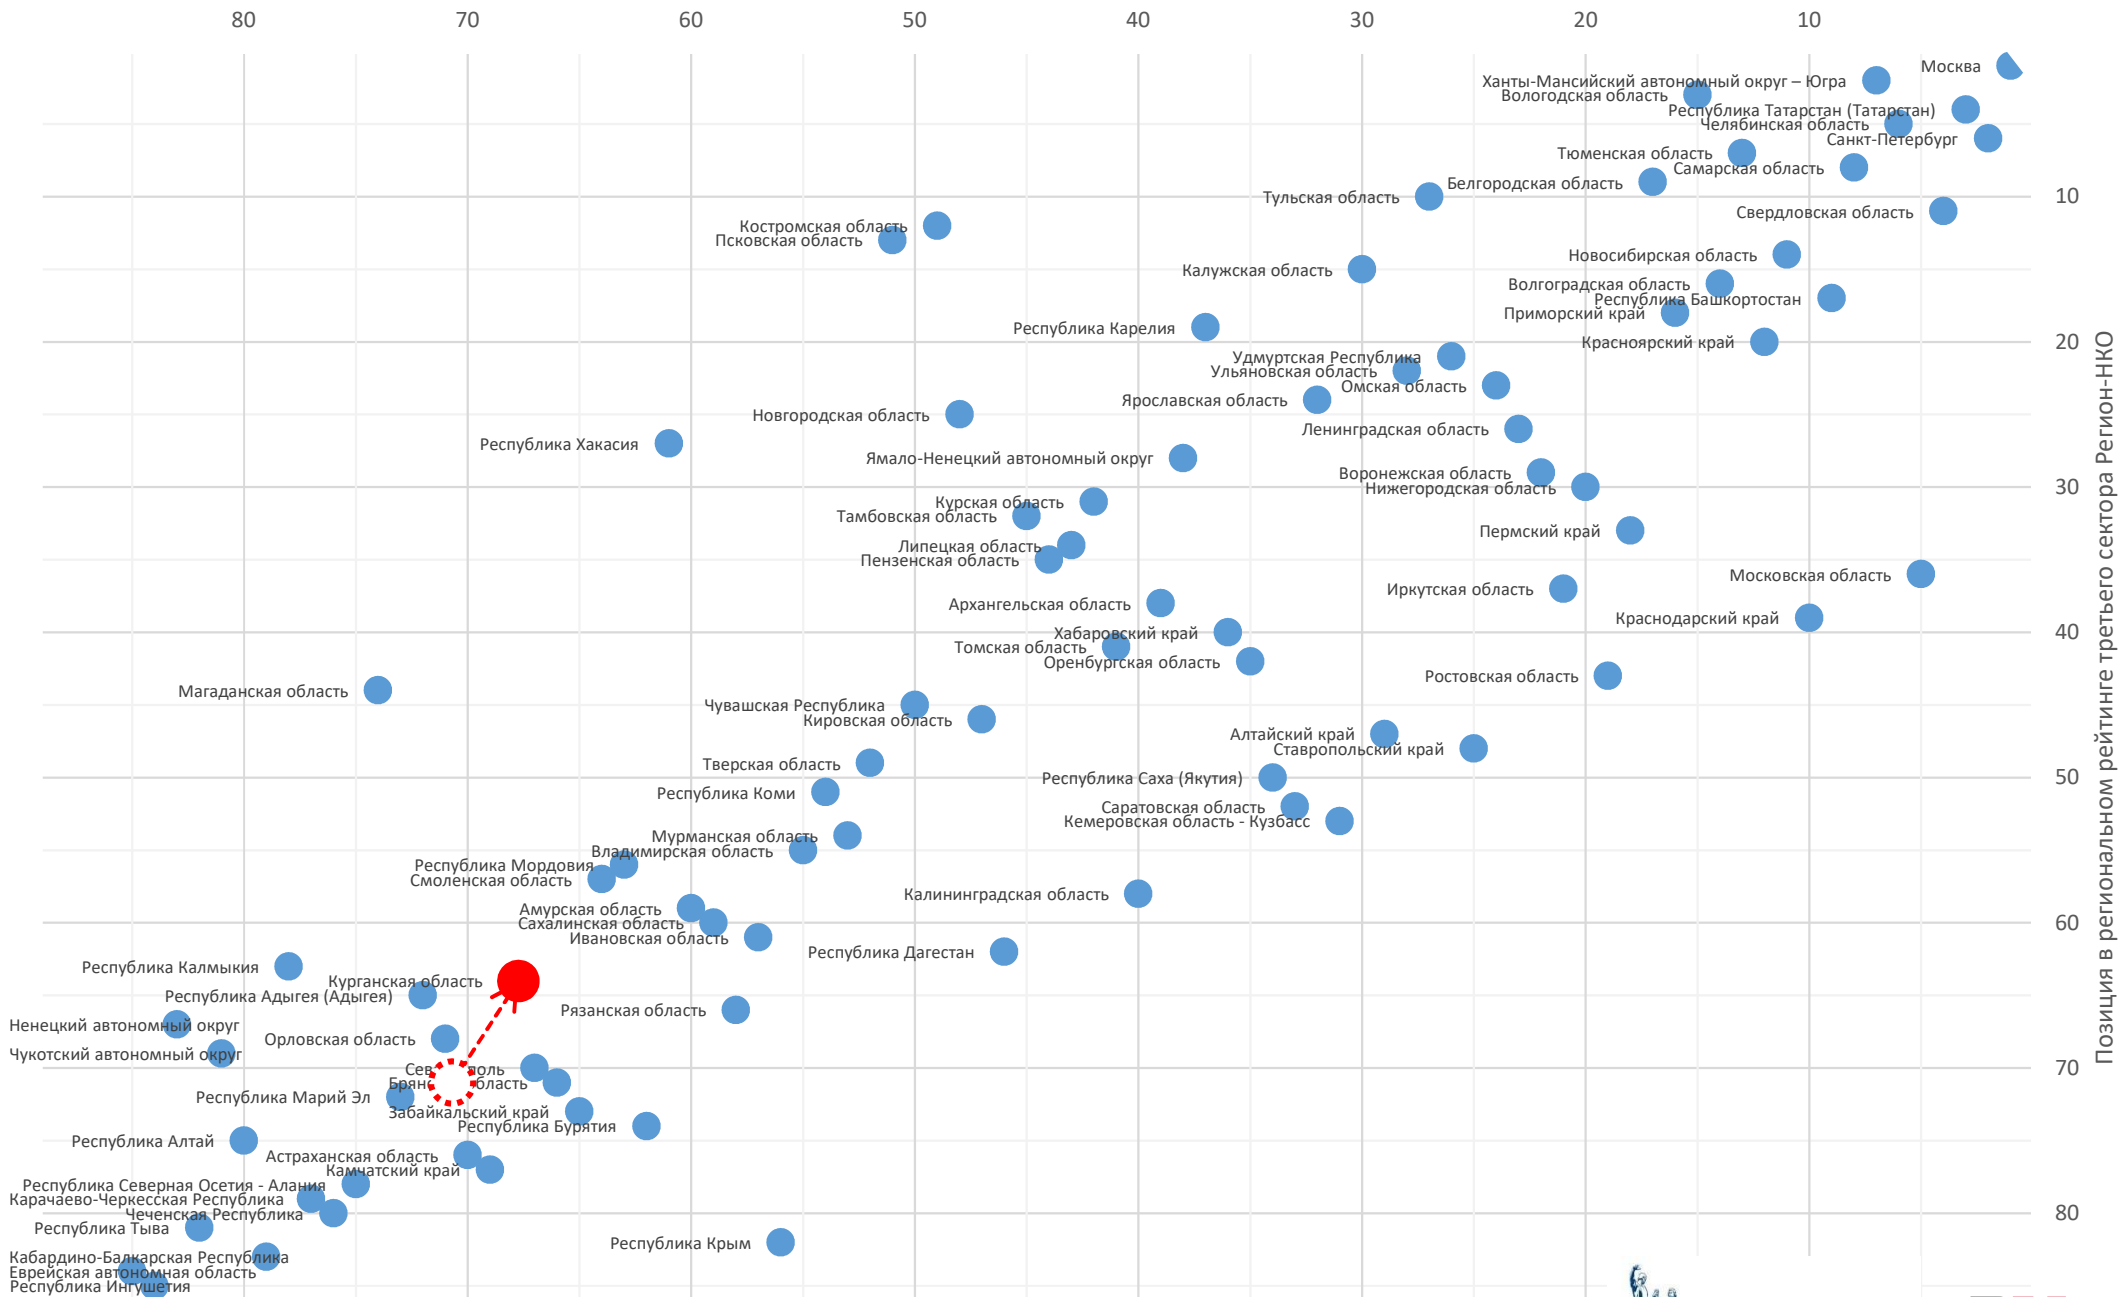 80 70 60 50 40 30 20 10
Москва
Ханты-Мансийский автономный округ – Югра
Вологодская область
Республика Татарстан (Татарстан)
Челябинская область
Санкт-Петербург
Тюменская область
Самарская область
Белгородская область
Тульская область
10
Свердловская область
Костромская область
Псковская область
Новосибирская область
Калужская область
Волгоградская область
Республика Башкортостан
Приморский край
Республика Карелия
Красноярский край
20
Удмуртская Республика
Ульяновская область
Омская область
Ярославская область
Новгородская область
Ленинградская область
Республика Хакасия
Ямало-Ненецкий автономный округ
Воронежская область
Нижегородская область
30
Курская область
Тамбовская область
Пермский край
Липецкая область
Пензенская область
Московская область
Иркутская область
Архангельская область
Краснодарский край
Хабаровский край
40
Томская область
Оренбургская область
Ростовская область
Магаданская область
Чувашская Республика
Кировская область
Алтайский край
Ставропольский край
Тверская область
Республика Саха (Якутия)
50
Республика Коми
Саратовская область
Кемеровская область - Кузбасс
Мурманская область
Владимирская область
Республика Мордовия
Смоленская область
Калининградская область
Амурская область
Сахалинская область
60
Ивановская область
Республика Дагестан
Республика Калмыкия
Курганская область
Республика Адыгея (Адыгея)
Рязанская область
Ненецкий автономный округ
Орловская область
Чукотский автономный округ
70
Сев поль
Брянс бласть
Республика Марий Эл
Забайкальский край
Республика Бурятия
Республика Алтай
Астраханская область
Камчатский край
Республика Северная Осетия - Алания
Карачаево-Черкесская Республика
Чеченская Республика
80
Республика Тыва
Республика Крым
Кабардино-Балкарская Республика
Еврейская автономная область
Республика Ингушетия
Позиция в региональном рейтинге третьего сектора Регион-НКО